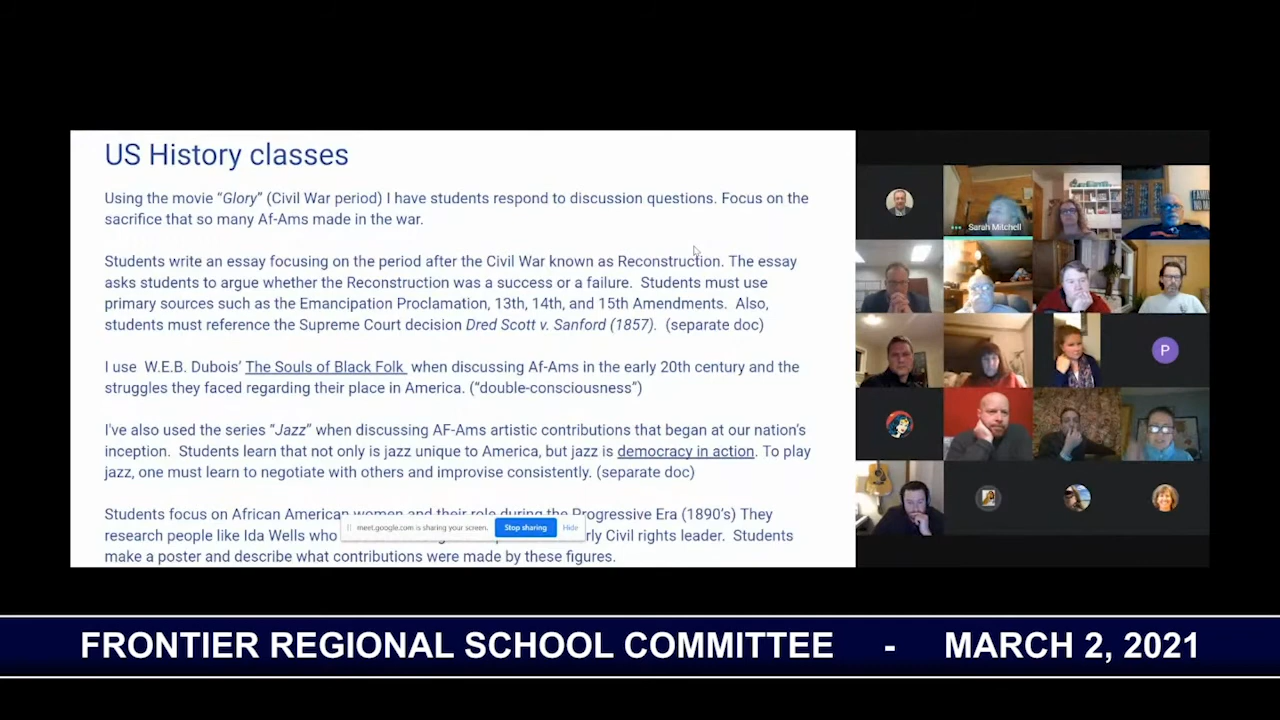 US History classes
Using the movie “Glory” (Civil War period) I have students respond to discussion questions. Focus on the
sacrifice that so many Af-Ams made in the war.
Students write an essay focusing on the period after the Civil War known as Reconstruction. The essay
asks students to argue whether the Reconstruction was a success or a failure. Students must use
primary sources such as the Emancipation Proclamation, 13th, 14th, and 15th Amendments. Also,
students must reference the Supreme Court decision Dred Scott v. Sanford (1857). (separate doc)
I use W.E.B. Dubois’ The Souls of Black Folk when discussing Af-Ams in the early 20th century and the
struggles they faced regarding their place in America. (“double-consciousness”)
I've also used the series “Jazz” when discussing AF-Ams artistic contributions that began at our nation’s
inception. Students learn that not only is jazz unique to America, but jazz is democracy in action. To play
jazz, one must learn to negotiate with others and improvise consistently. (separate doc)
Students focus on African American women and their role during the Progressive Era (1890’s) They
research people like Ida Wells who rly Civil rights leader. Students
make a poster and describe what contributions were made by these figures.
meet.google.com is sharing your screen. Stop sharing Hide
Sarah Mitchell
P
FRONTIER REGIONAL SCHOOL COMMITTEE - MARCH 2, 2021